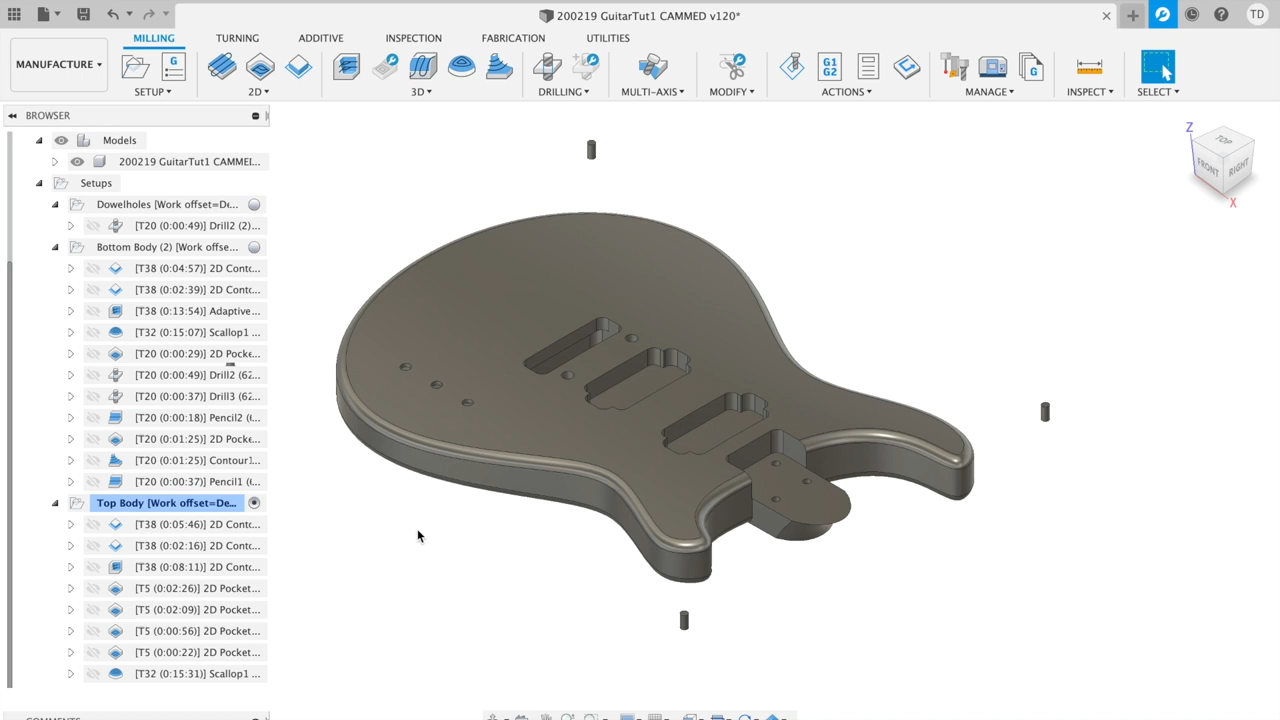 200219 GuitarTut1 CAMMED v120*
TD
MANUFACTURE
MILLING
TURNING
ADDITIVE
INSPECTION
FABRICATION
UTILITIES
G
G1
G2
G
SETUP
2D
3D
DRILLING
MULTI-AXIS
MODIFY
ACTIONS
MANAGE
INSPECT
SELECT
BROWSER
Models
200219 GuitarTut1 CAMMEI...
Setups
Dowelholes [Work offset=De...
[T20 (0:00:49)] Drill2 (2)...
Bottom Body (2) [Work offse...
[T38 (0:04:57)] 2D Conto...
[T38 (0:02:39)] 2D Conto...
[T38 (0:13:54)] Adaptive...
[T32 (0:15:07)] Scallop1 ...
[T20 (0:00:29)] 2D Pocke...
[T20 (0:00:49)] Drill2 (62...
[T20 (0:00:37)] Drill3 (62...
[T20 (0:00:18)] Pencil2 (...
[T20 (0:01:25)] 2D Pocke...
[T20 (0:01:25)] Contour1...
[T20 (0:00:37)] Pencil1 (...
Top Body [Work offset=De...
[T38 (0:05:46)] 2D Conto...
[T38 (0:02:16)] 2D Conto...
[T38 (0:08:11)] 2D Conto...
[T5 (0:02:26)] 2D Pocket...
[T5 (0:02:09)] 2D Pocket...
[T5 (0:00:56)] 2D Pocket...
[T5 (0:00:22)] 2D Pocket...
[T32 (0:15:31)] Scallop1 ...
Z
TOP
FRONT
RIGHT
X